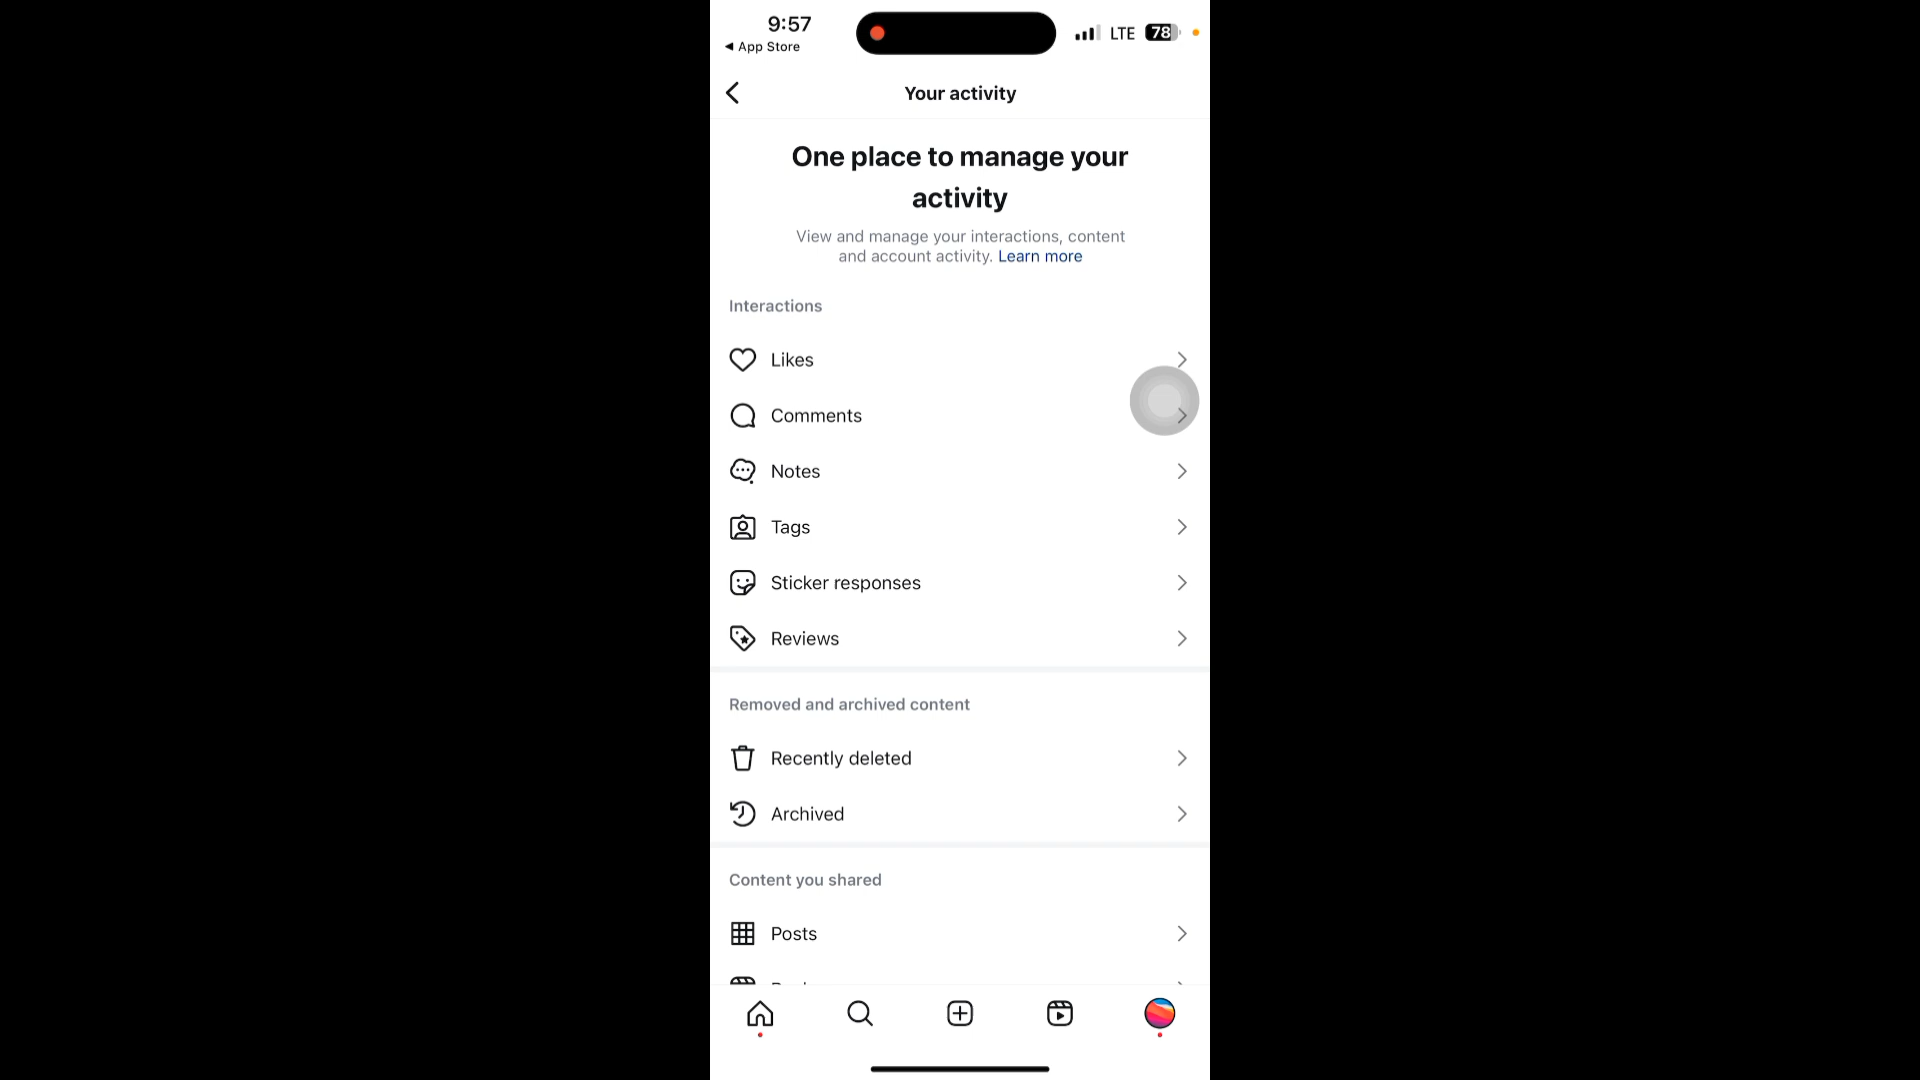 9:57
◀ App Store
LTE
78
Your activity
One place to manage your
activity
View and manage your interactions, content
and account activity. Learn more
Interactions
Likes
Comments
Notes
Tags
Sticker responses
Reviews
Removed and archived content
Recently deleted
Archived
Content you shared
Posts